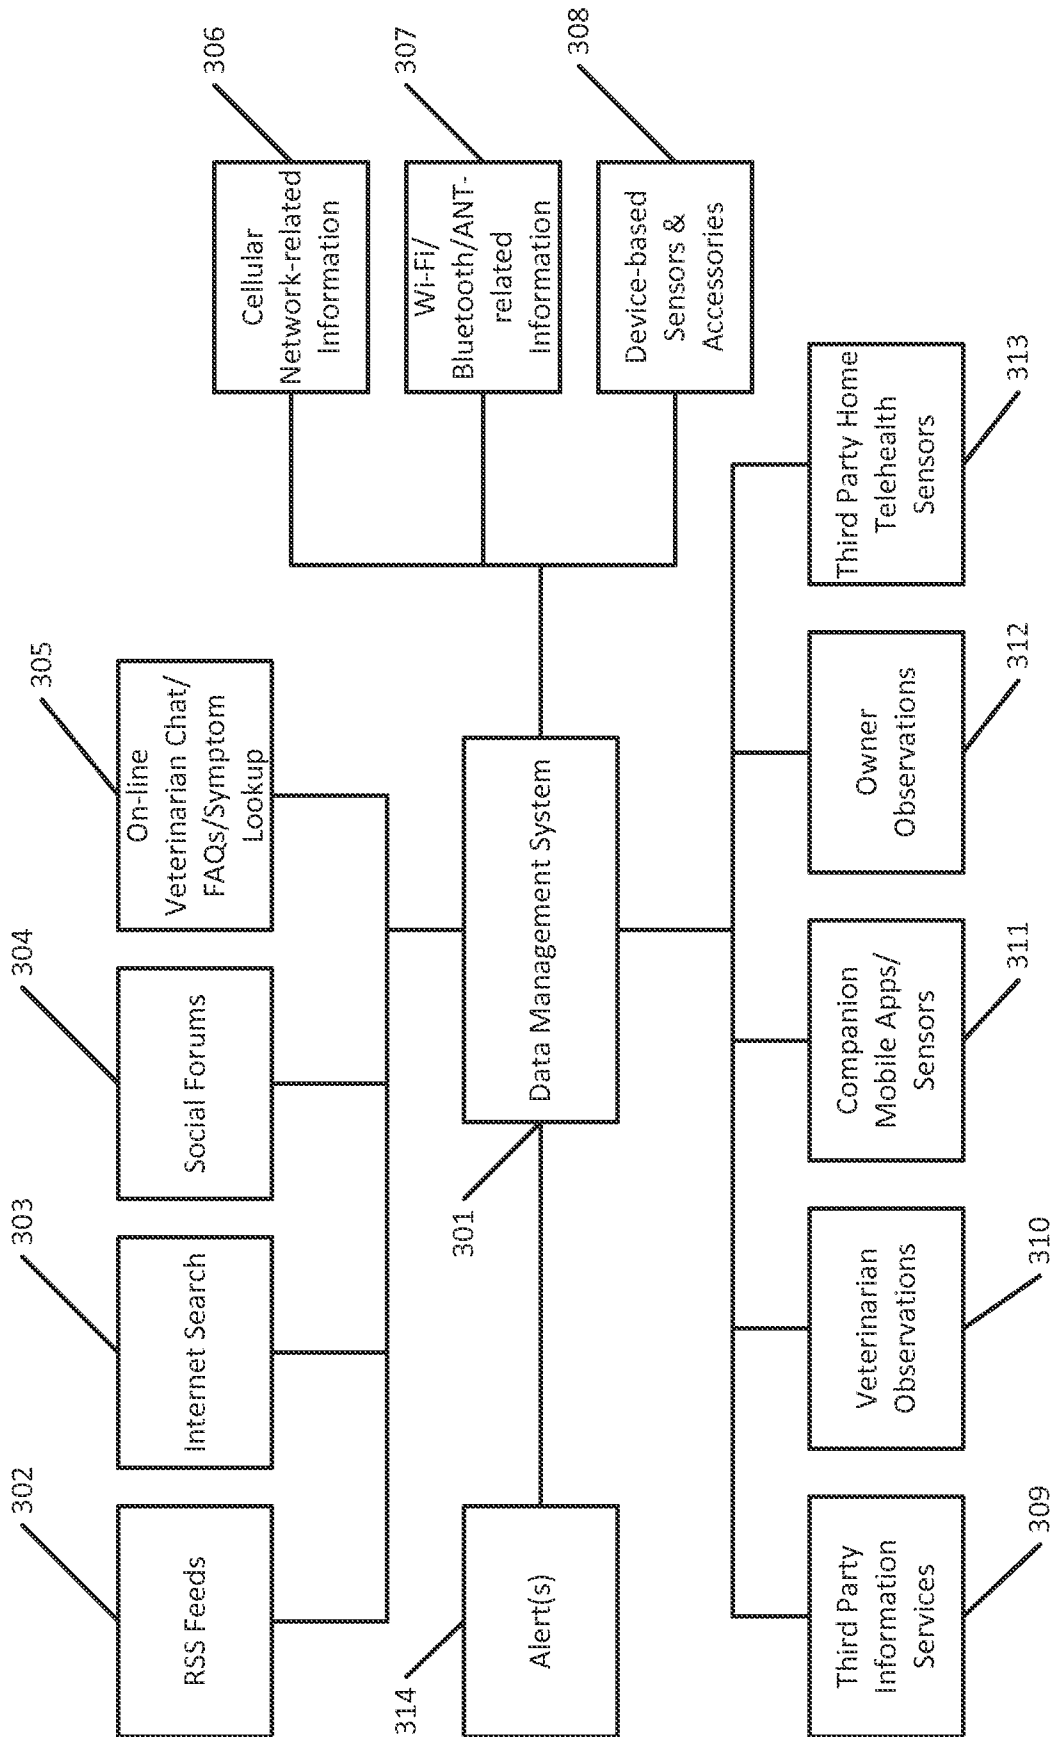 302
RSS Feeds
303
Internet Search
304
Social Forums
305
On-line
Veterinarian Chat/
FAQs/Symptom
Lookup
306
Cellular
Network-related
Information
307
Wi-Fi/
Bluetooth/ANT-
related
Information
308
Device-based
Sensors &
Accessories
314
Alert(s)
301
Data Management System
Third Party
Information
Services
309
Veterinarian
Observations
310
Companion
Mobile Apps/
Sensors
311
Owner
Observations
312
Third Party Home
Telehealth
Sensors
313